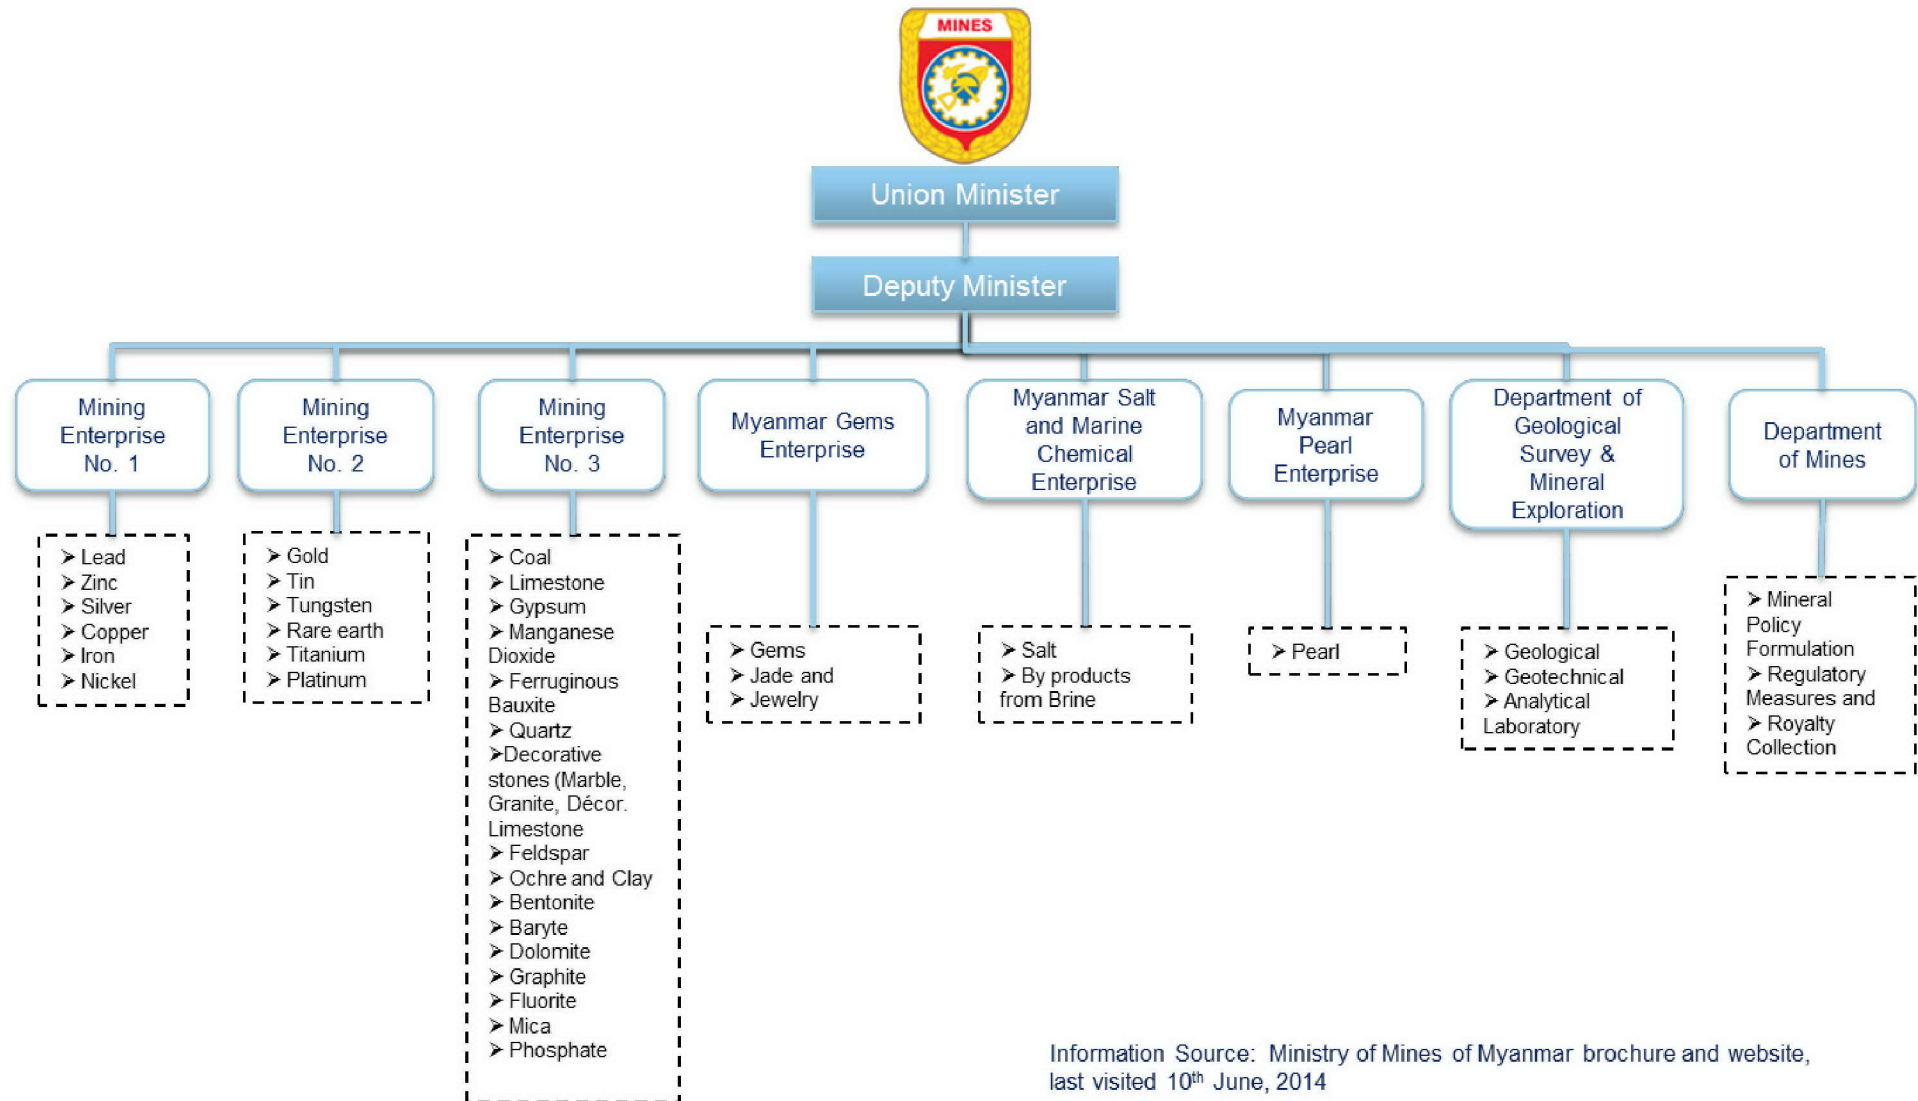 MINES
Union Minister
Deputy Minister
Mining
Enterprise
No. 1
➢ Lead
➢ Zinc
➢ Silver
➢ Copper
➢ Iron
➢ Nickel
Mining
Enterprise
No. 2
➢ Gold
➢ Tin
➢ Tungsten
➢ Rare earth
➢ Titanium
➢ Platinum
Mining
Enterprise
No. 3
➢ Coal
➢ Limestone
➢ Gypsum
➢ Manganese
Dioxide
➢ Ferruginous
Bauxite
➢ Quartz
➢Decorative
stones (Marble,
Granite, Décor.
Limestone
➢ Feldspar
➢ Ochre and Clay
➢ Bentonite
➢ Baryte
➢ Dolomite
➢ Graphite
➢ Fluorite
➢ Mica
➢ Phosphate
Myanmar Gems
Enterprise
➢ Gems
➢ Jade and
➢ Jewelry
Myanmar Salt
and Marine
Chemical
Enterprise
➢ Salt
➢ By products
from Brine
Myanmar
Pearl
Enterprise
➢ Pearl
Department of
Geological
Survey &
Mineral
Exploration
➢ Geological
➢ Geotechnical
➢ Analytical
Laboratory
Department
of Mines
➢ Mineral
Policy
Formulation
➢ Regulatory
Measures and
➢ Royalty
Collection
Information Source: Ministry of Mines of Myanmar brochure and website,
last visited 10th June, 2014